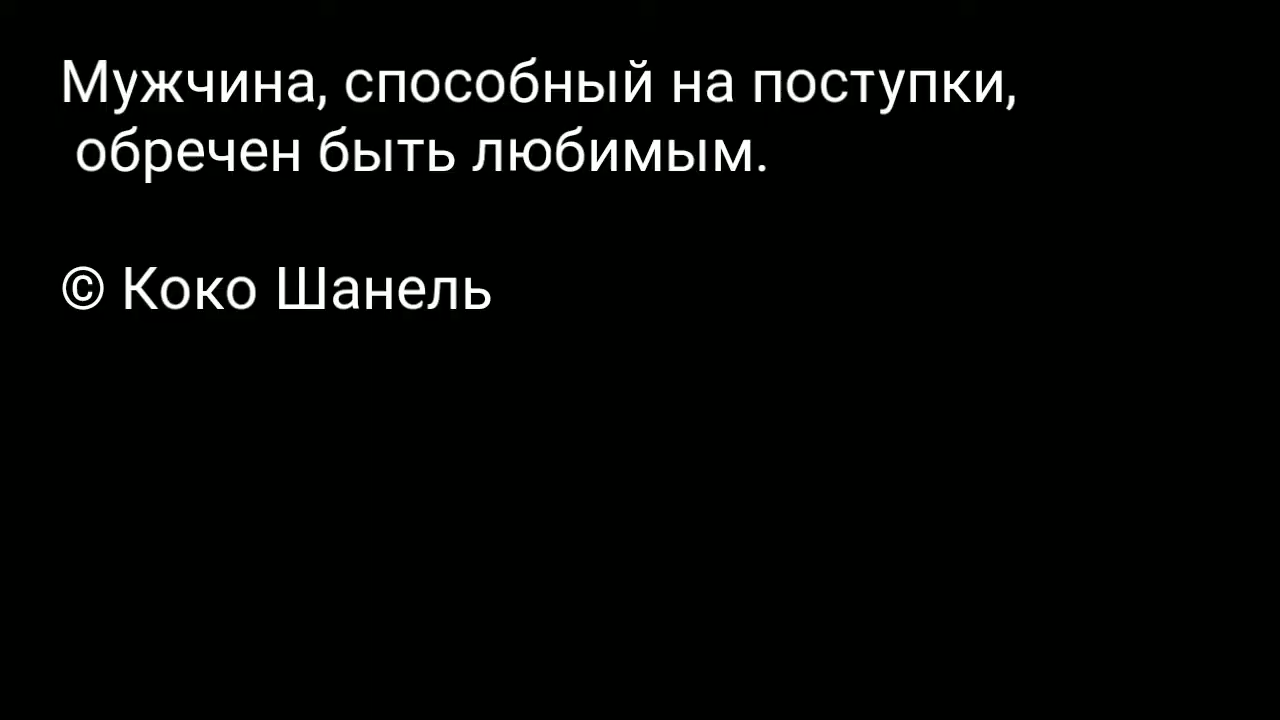 Мужчина, способный на поступки,
обречен быть любимым.
© Коко Шанель